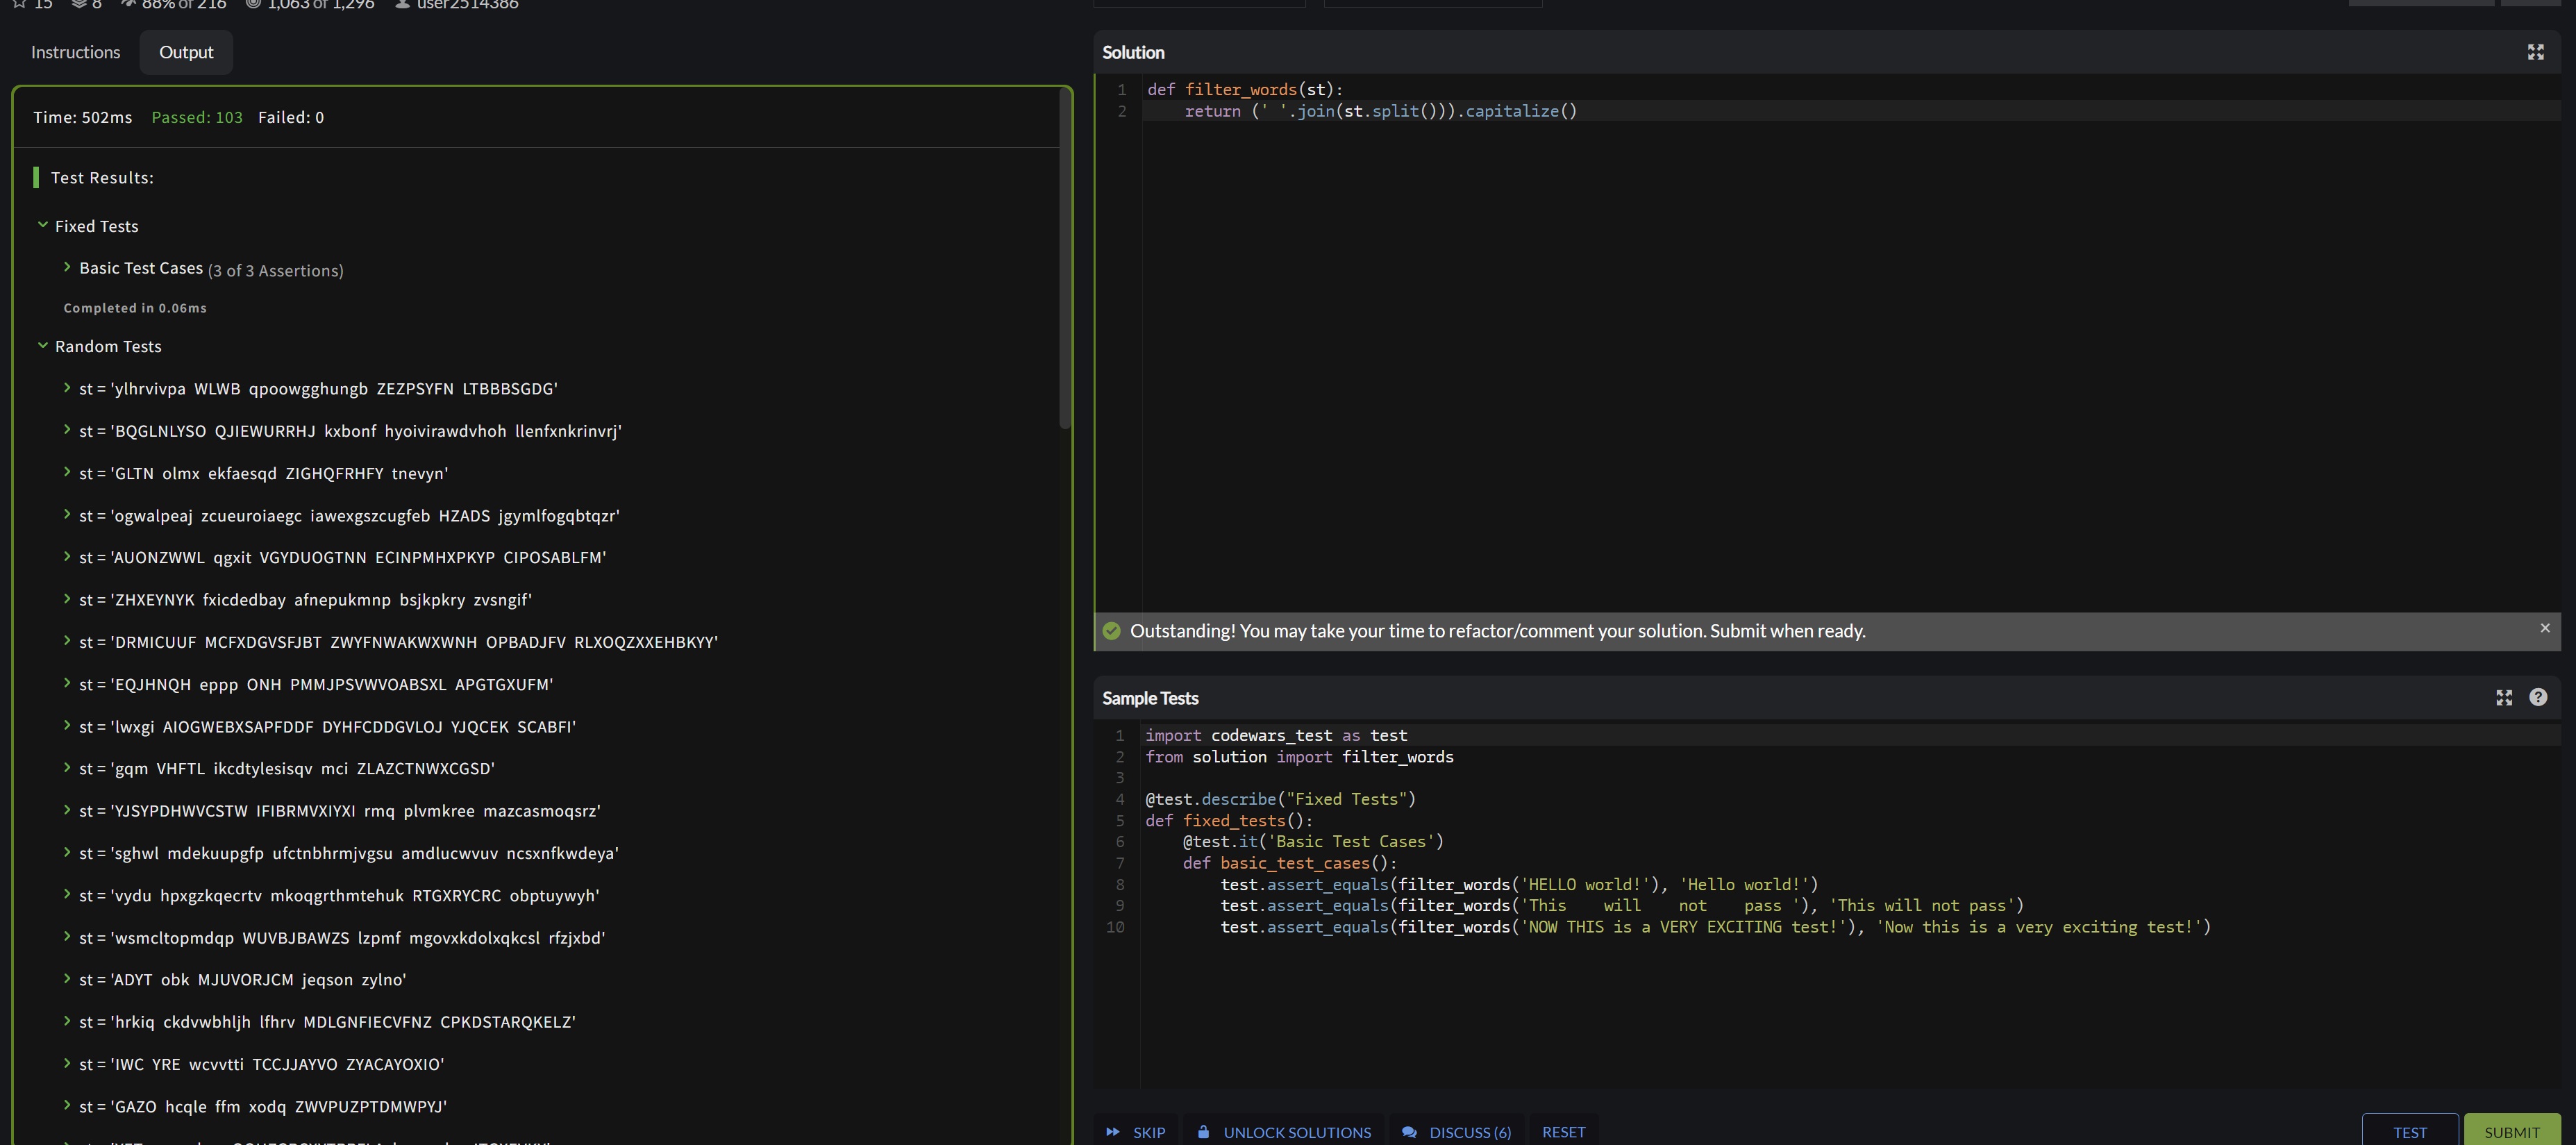 15 8 88% of 216 1,063 of 1,296 user2514386
Instructions Output
Time: 502ms Passed: 103 Failed: 0
Test Results:
Fixed Tests
Basic Test Cases (3 of 3 Assertions)
Completed in 0.06ms
Random Tests
st = 'ylhrvivpa WLWB qpoowgghungb ZEZPSYFN LTBBBSGDG'
st = 'BQGLNLYSO QJIEWURRHJ kxbonf hyoivirawdvhoh llenfxnkrinvrj'
st = 'GLTN olmx ekfaesqd ZIGHQFRHFY tnevyn'
st = 'ogwalpeaj zcueuroiaegc iawexgszcugfeb HZADS jgymlfogqbtqzr'
st = 'AUONZWWL qgxit VGYDUOGTNN ECINPMHXPKYP CIPOSABLFM'
st = 'ZHXEYNYK fxicdedbay afnepukmnp bsjkpkry zvsngif'
st = 'DRMICUUF MCFXDGVSFJBT ZWYFNWAKWXWNH OPBADJFV RLXOQZXXEHBKYY'
st = 'EQJHNQH eppp ONH PMMJPSVWVOABSXL APGTGXUFM'
st = 'lwxgi AIOGWEBXSAPFDDF DYHFCDDGVLOJ YJQCEK SCABFI'
st = 'gqm VHFTL ikcdtylesisqv mci ZLAZCTNWXCGSD'
st = 'YJSYPDHWVCSTW IFIBRMVXIYXI rmq plvmkree mazcasmoqsrz'
st = 'sghwl mdekuupgfp ufctnbhrmjvgsu amdlucwvuv ncsxnfkwdeya'
st = 'vydu hpxgzkqecrtv mkoqgrthmtehuk RTGXRYCRC obptuywyh'
st = 'wsmcltopmdqp WUVBJBAWZS lzpmf mgovxkdolxqkcsl rfzjxbd'
st = 'ADYT obk MJUVORJCM jeqson zylno'
st = 'hrkiq ckdvwbhljh lfhrv MDLGNFIECVFNZ CPKDSTARQKELZ'
st = 'IWC YRE wcvvtti TCCJJAYVO ZYACAYOXIO'
st = 'GAZO hcqle ffm xodq ZWVPUZPTDMWPYJ'
Solution
1 def filter_words(st):
2     return (' '.join(st.split())).capitalize()
Outstanding! You may take your time to refactor/comment your solution. Submit when ready.
Sample Tests
1 import codewars_test as test
2 from solution import filter_words
3
4 @test.describe("Fixed Tests")
5 def fixed_tests():
6     @test.it('Basic Test Cases')
7     def basic_test_cases():
8         test.assert_equals(filter_words('HELLO world!'), 'Hello world!')
9         test.assert_equals(filter_words('This    will    not    pass '), 'This will not pass')
10         test.assert_equals(filter_words('NOW THIS is a VERY EXCITING test!'), 'Now this is a very exciting test!')
SKIP UNLOCK SOLUTIONS DISCUSS (6) RESET TEST SUBMIT